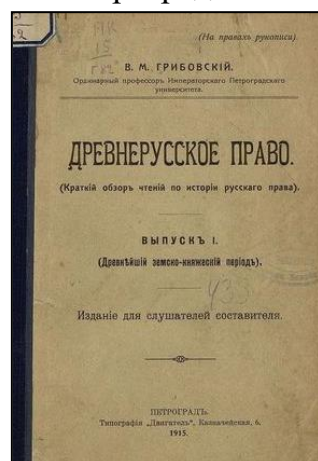 (На правахъ рукописи).
В. М. ГРИБОВСКІЙ.
Ординарный профессоръ Императорскаго Петроградскаго
университета.
ДРЕВНЕРУССКОЕ ПРАВО.
(Краткій обзоръ чтеній по исторіи русскаго права).
ВЫПУСКЪ I.
(Древнѣйшій земско-княжескій періодъ).
Изданіе для слушателей составителя.
ПЕТРОГРАДЪ.
Типографія „Двигатель“, Казначейская, 6.
1915.